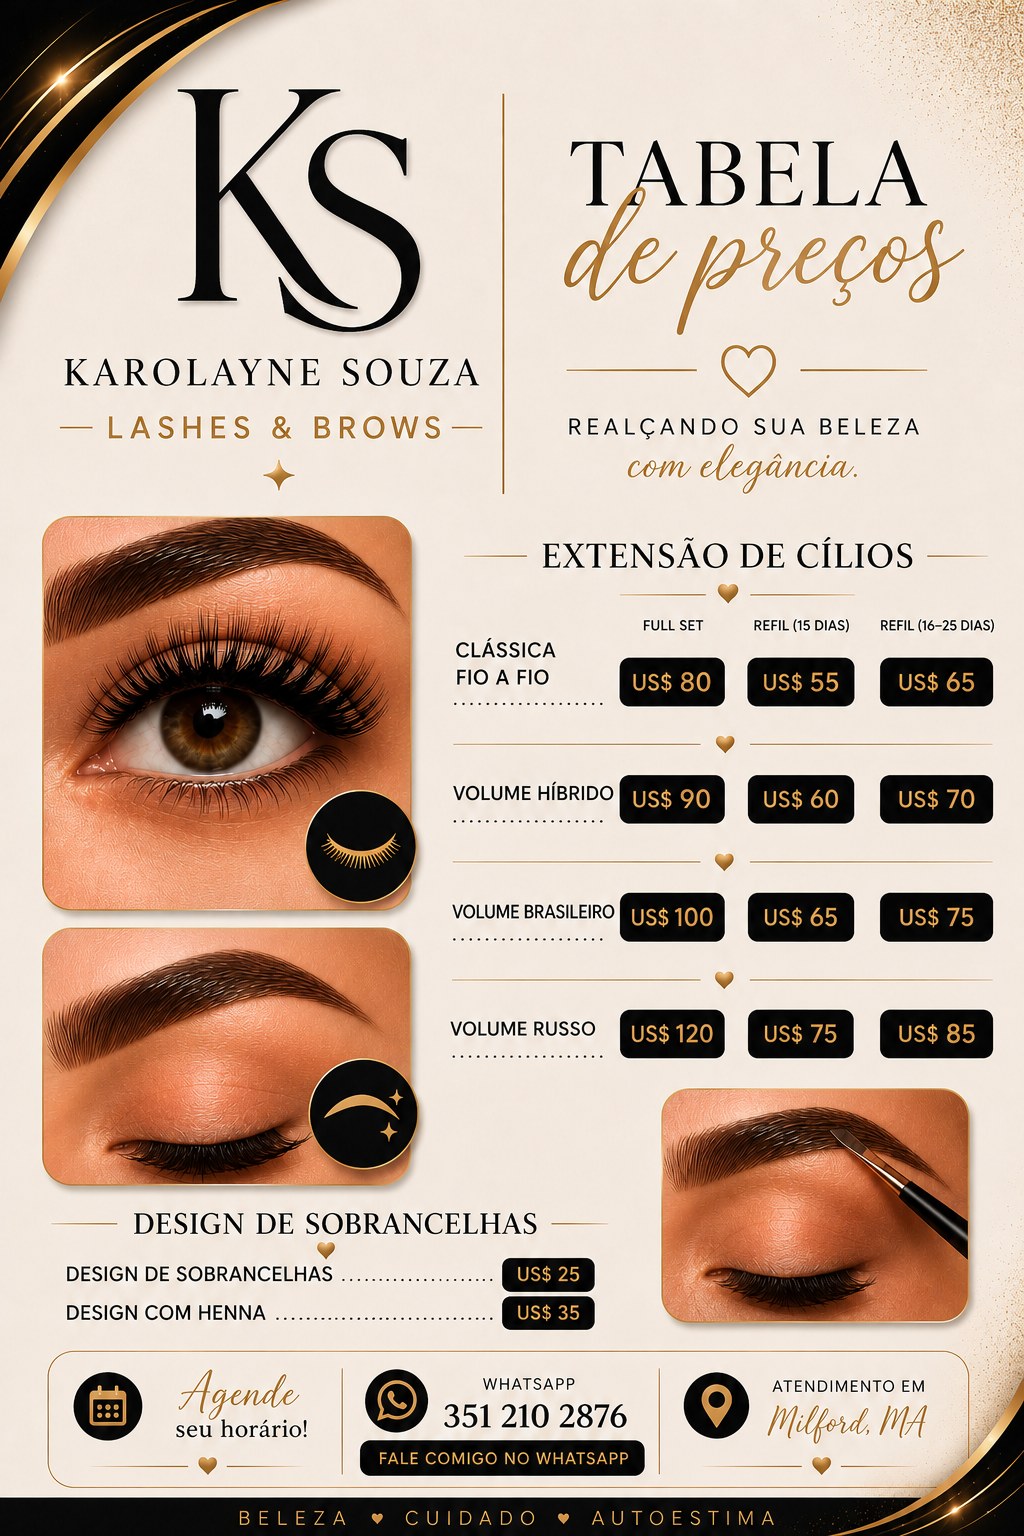 KS
KAROLAYNE SOUZA
LASHES & BROWS
TABELA
de preços
REALÇANDO SUA BELEZA
com elegância.
EXTENSÃO DE CÍLIOS
FULL SET REFIL (15 DIAS) REFIL (16–25 DIAS)
CLÁSSICA
FIO A FIO
US$ 80 US$ 55 US$ 65
VOLUME HÍBRIDO US$ 90 US$ 60 US$ 70
VOLUME BRASILEIRO US$ 100 US$ 65 US$ 75
VOLUME RUSSO US$ 120 US$ 75 US$ 85
DESIGN DE SOBRANCELHAS
DESIGN DE SOBRANCELHAS US$ 25
DESIGN COM HENNA US$ 35
Agende
seu horário!
WHATSAPP
351 210 2876
FALE COMIGO NO WHATSAPP
ATENDIMENTO EM
Milford, MA
BELEZA CUIDADO AUTOESTIMA